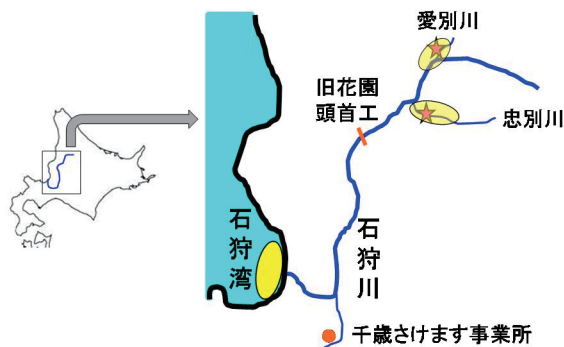 愛別川
旧花園
頭首工
忠別川
石狩湾
石狩川
千歳さけます事業所